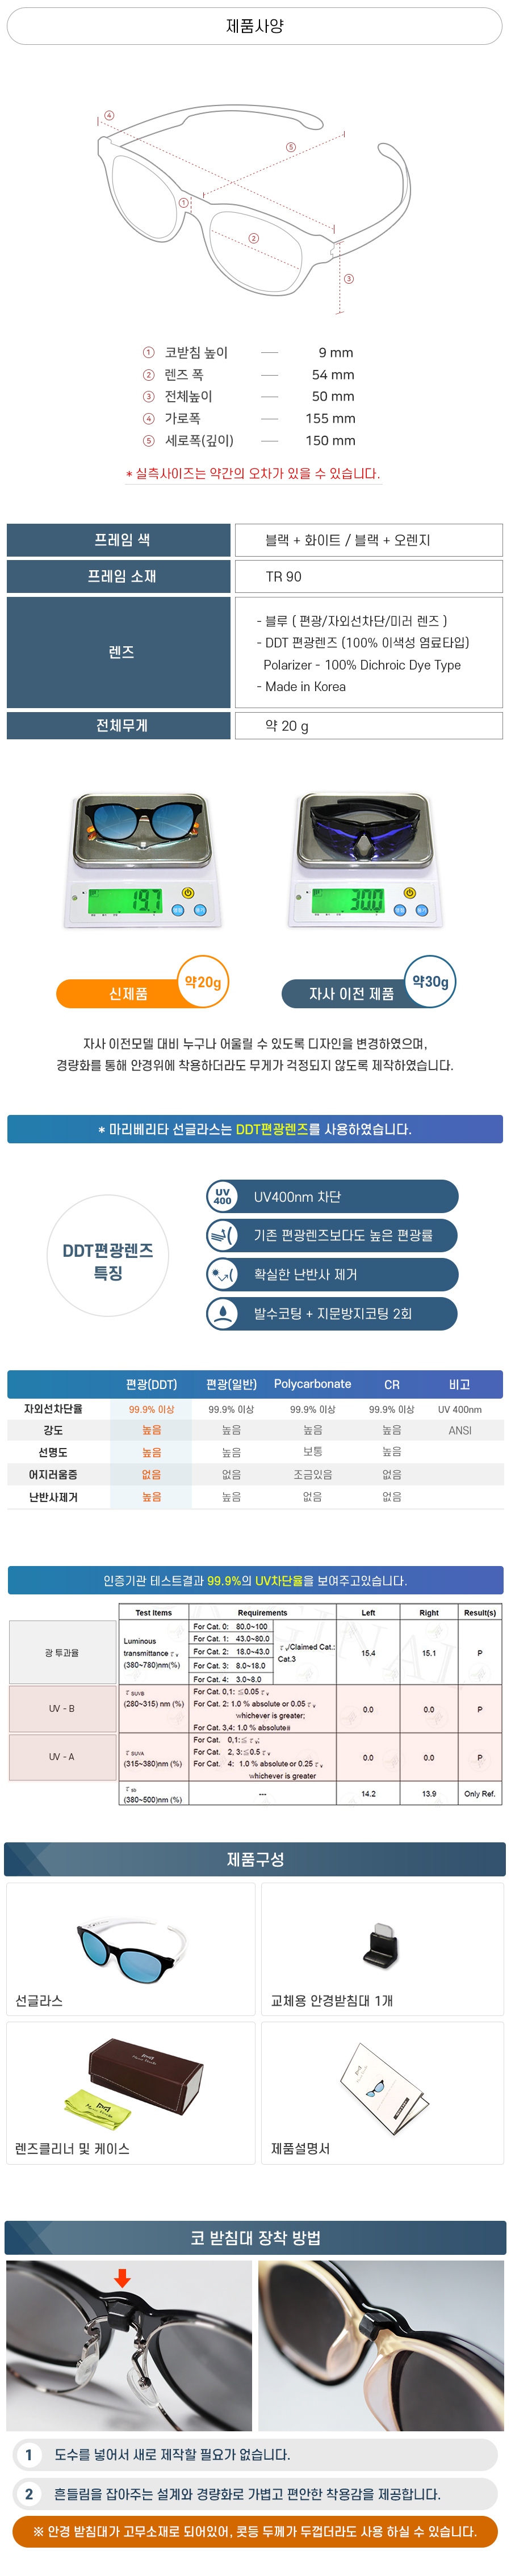 제품사양
④
⑤
①
②
③
① 코받침 높이 — 9 mm
② 렌즈 폭 — 54 mm
③ 전체높이 — 50 mm
④ 가로폭 — 155 mm
⑤ 세로폭(깊이) — 150 mm
* 실측사이즈는 약간의 오차가 있을 수 있습니다.
프레임 색 블랙 + 화이트 / 블랙 + 오렌지
프레임 소재 TR 90
렌즈
- 블루 ( 편광/자외선차단/미러 렌즈 )
- DDT 편광렌즈 (100% 이색성 염료타입)
Polarizer - 100% Dichroic Dye Type
- Made in Korea
전체무게 약 20 g
19.7
30.0
신제품 약20g
자사 이전 제품 약30g
자사 이전모델 대비 누구나 어울릴 수 있도록 디자인을 변경하였으며,
경량화를 통해 안경위에 착용하더라도 무게가 걱정되지 않도록 제작하였습니다.
* 마리베리타 선글라스는 DDT편광렌즈를 사용하였습니다.
DDT편광렌즈
특징
UV 400 UV400nm 차단
기존 편광렌즈보다도 높은 편광률
확실한 난반사 제거
발수코팅 + 지문방지코팅 2회
편광(DDT) 편광(일반) Polycarbonate CR 비고
자외선차단율 99.9% 이상 99.9% 이상 99.9% 이상 99.9% 이상 UV 400nm
강도 높음 높음 높음 높음 ANSI
선명도 높음 높음 보통 높음
어지러움증 없음 없음 조금있음 없음
난반사제거 높음 높음 없음 없음
인증기관 테스트결과 99.9%의 UV차단율을 보여주고있습니다.
Test Items Requirements Left Right Result(s)
광 투과율
Luminous
transmittance τv
(380~780)nm(%)
For Cat. 0: 80.0~100
For Cat. 1: 43.0~80.0
For Cat. 2: 18.0~43.0
For Cat. 3: 8.0~18.0
For Cat. 4: 3.0~8.0
τv/Claimed Cat.:
Cat.3
15.4 15.1 P
UV - B
τSUVB
(280~315) nm (%)
For Cat. 0,1: ≤0.05 τv
For Cat. 2: 1.0 % absolute or 0.05 τv
whichever is greater;
For Cat. 3,4: 1.0 % absolute
0.0 0.0 P
UV - A
τSUVA
(315~380)nm (%)
For Cat. 0,1:≤ τv;
For Cat. 2, 3:≤0.5 τv
For Cat. 4: 1.0 % absolute or 0.25 τv
whichever is greater
0.0 0.0 P
(380~500)nm (%) --- 14.2 13.9 Only Ref.
제품구성
선글라스
교체용 안경받침대 1개
렌즈클리너 및 케이스
제품설명서
코 받침대 장착 방법
1 도수를 넣어서 새로 제작할 필요가 없습니다.
2 흔들림을 잡아주는 설계와 경량화로 가볍고 편안한 착용감을 제공합니다.
※ 안경 받침대가 고무소재로 되어있어, 콧등 두께가 두껍더라도 사용 하실 수 있습니다.